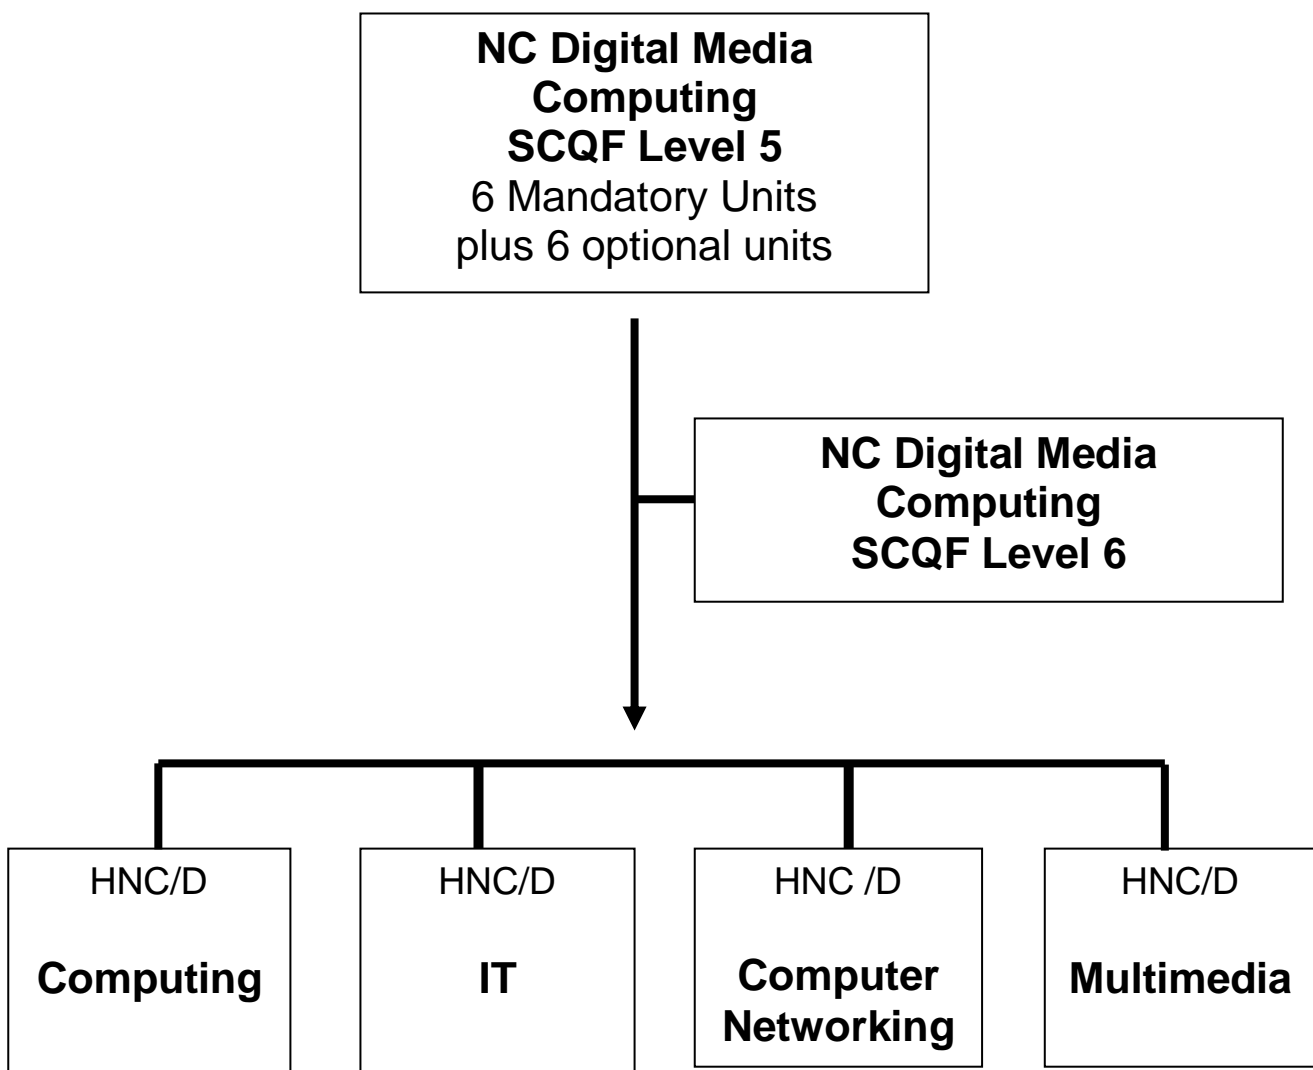 NC Digital Media
Computing
SCQF Level 5
6 Mandatory Units
plus 6 optional units
NC Digital Media
Computing
SCQF Level 6
HNC/D
Computing
HNC/D
IT
HNC /D
Computer
Networking
HNC/D
Multimedia